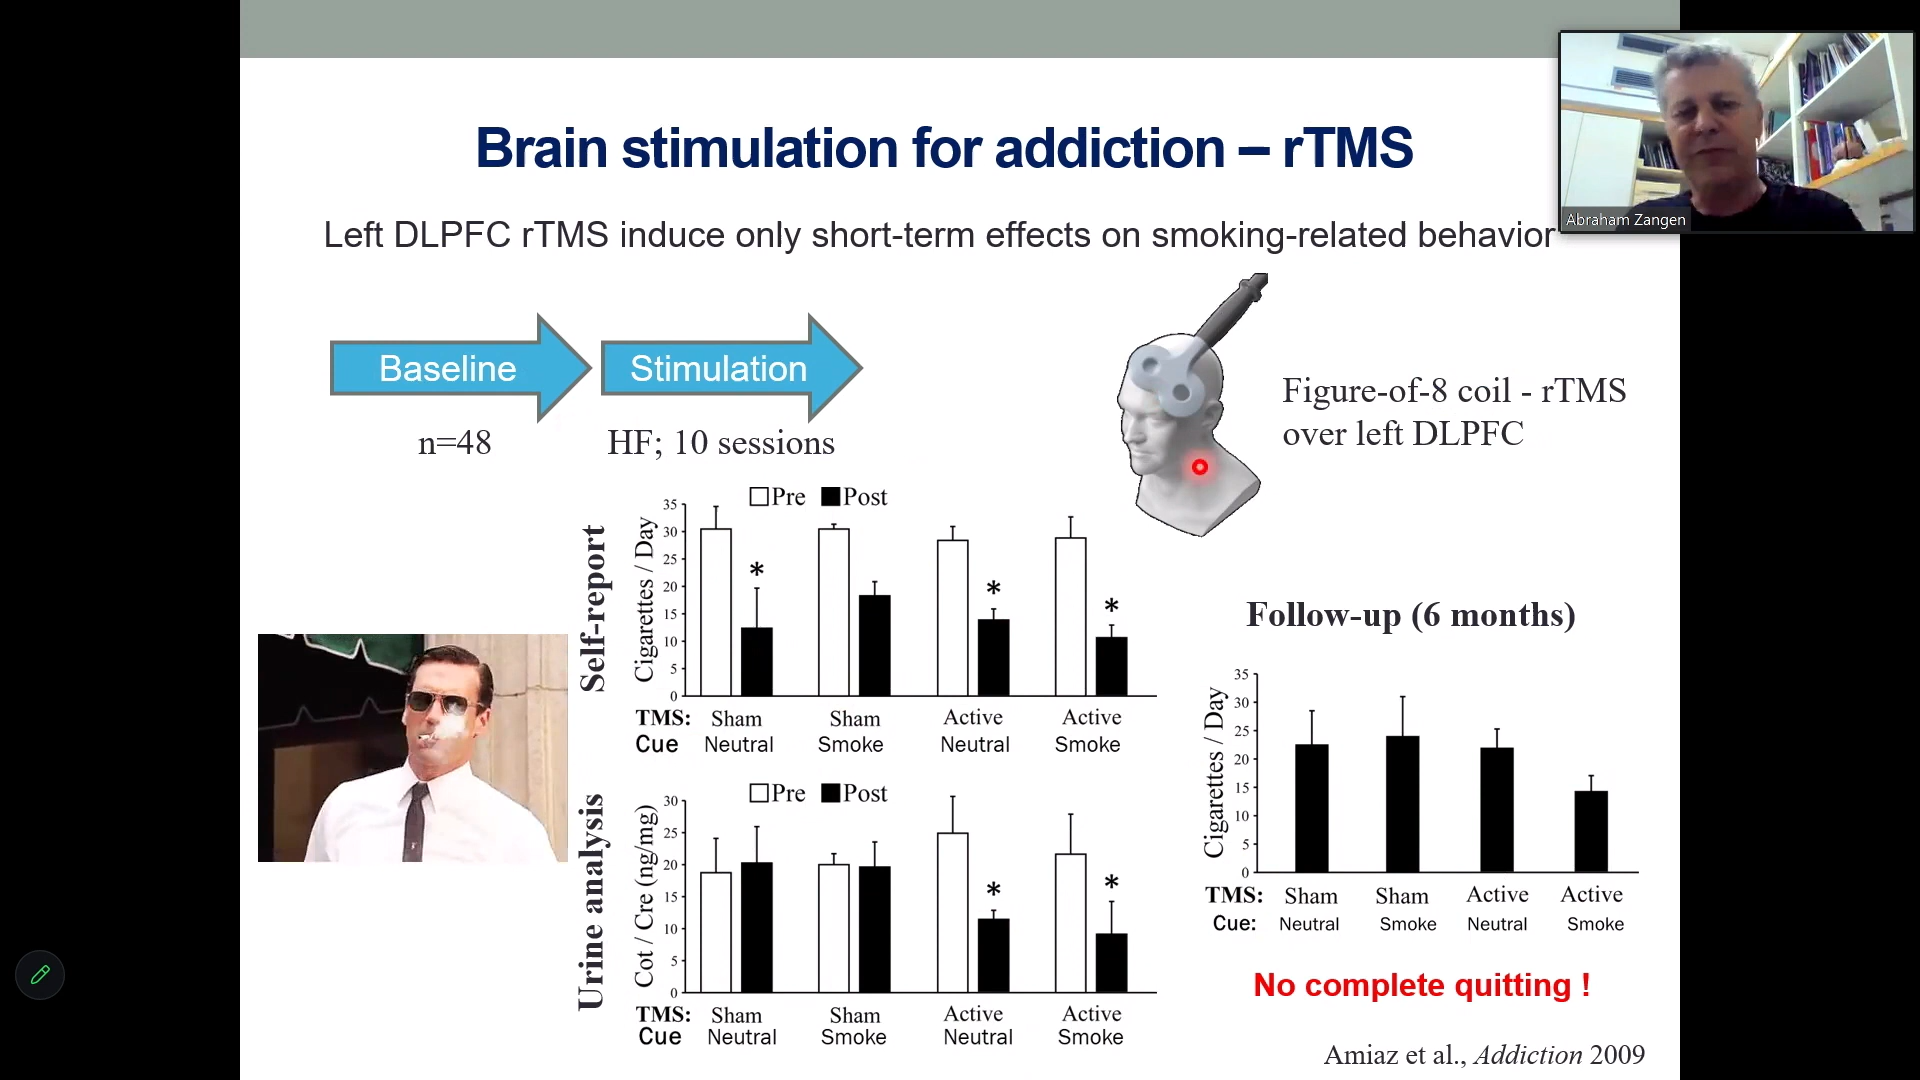 Brain stimulation for addiction – rTMS
Abraham Zangen
Left DLPFC rTMS induce only short-term effects on smoking-related behavior
Baseline
Stimulation
n=48
HF; 10 sessions
Figure-of-8 coil - rTMS
over left DLPFC
Self-report
Pre Post
Cigarettes / Day
35
30
25
20
15
10
5
0
TMS: Sham Sham Active Active
Cue Neutral Smoke Neutral Smoke
* * *
Urine analysis
Pre Post
Cot / Cre (ng/mg)
30
25
20
15
10
5
0
* *
TMS: Sham Sham Active Active
Cue Neutral Smoke Neutral Smoke
Follow-up (6 months)
Cigarettes / Day
35
30
25
20
15
10
5
0
TMS: Sham Sham Active Active
Cue: Neutral Smoke Neutral Smoke
No complete quitting !
Amiaz et al., Addiction 2009